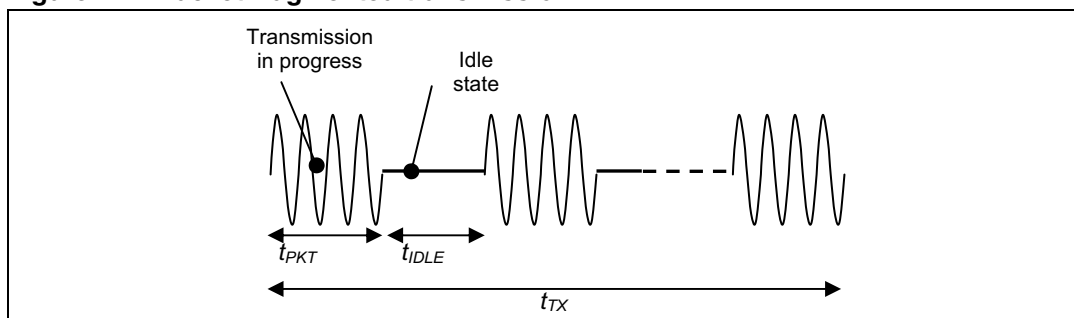 Transmission
in progress
Idle
state
tPKT
tIDLE
tTX